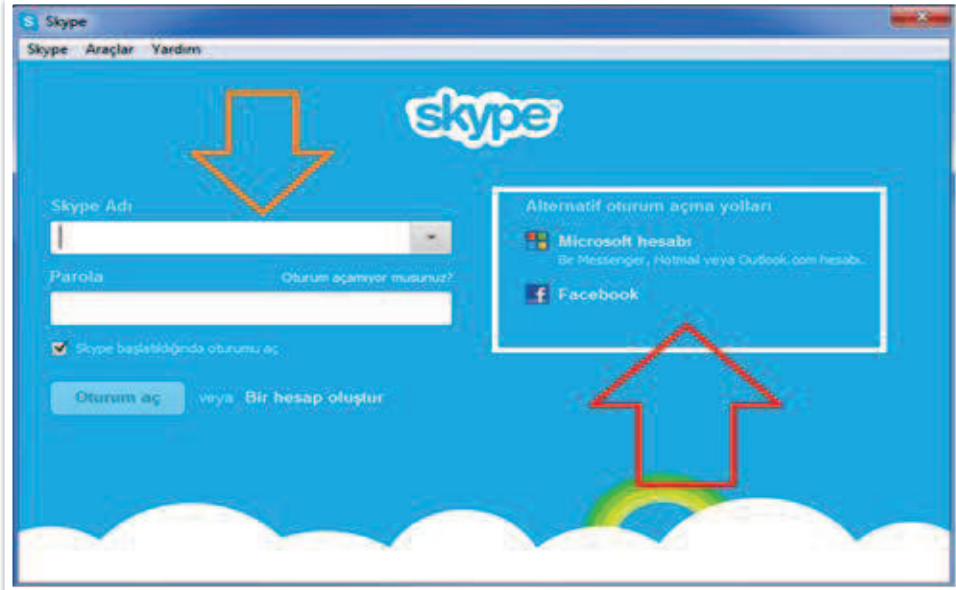 Skype
Skype Araçlar Yardım
skype
Skype Adı
Parola Oturum açamıyor musunuz?
Skype başlatıldığında oturumu aç
Oturum aç veya Bir hesap oluştur
Alternatif oturum açma yolları
Microsoft hesabı
Bir Messenger, Hotmail veya Outlook.com hesabı.
Facebook